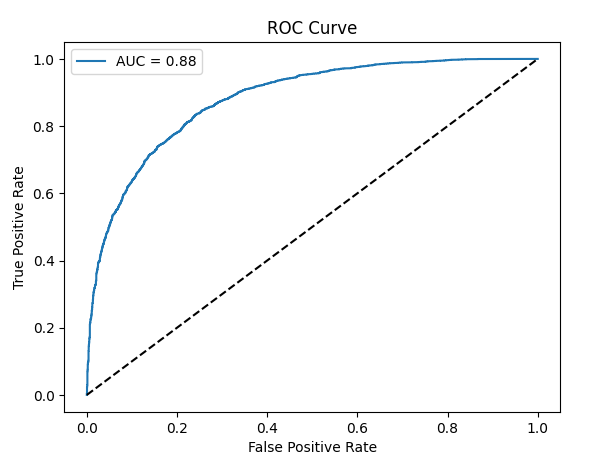 ROC Curve
AUC = 0.88
True Positive Rate
1.0
0.8
0.6
0.4
0.2
0.0
0.0 0.2 0.4 0.6 0.8 1.0
False Positive Rate